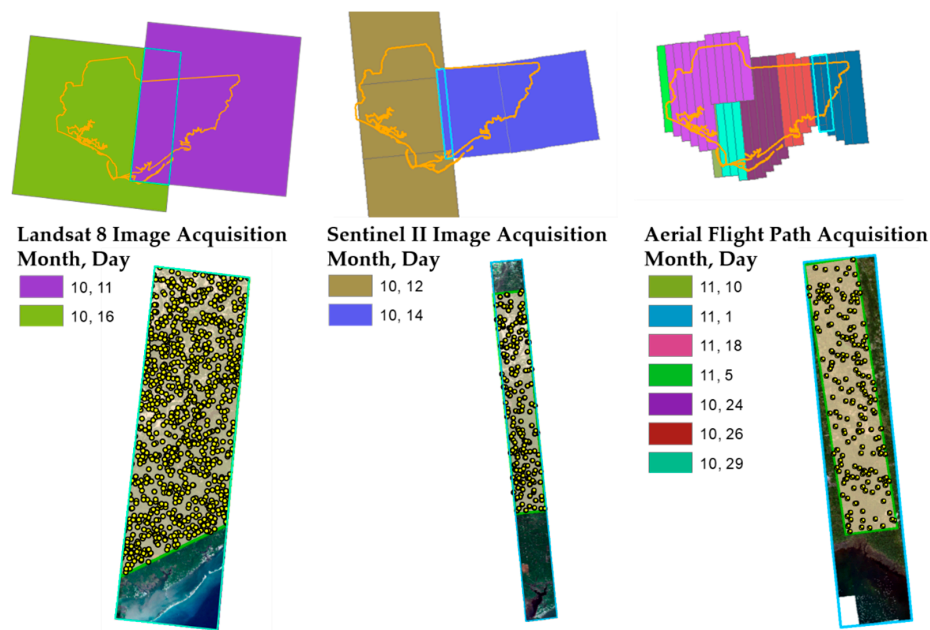 Landsat 8 Image Acquisition
Month, Day
10, 11
10, 16
Sentinel II Image Acquisition
Month, Day
10, 12
10, 14
Aerial Flight Path Acquisition
Month, Day
11, 10
11, 1
11, 18
11, 5
10, 24
10, 26
10, 29